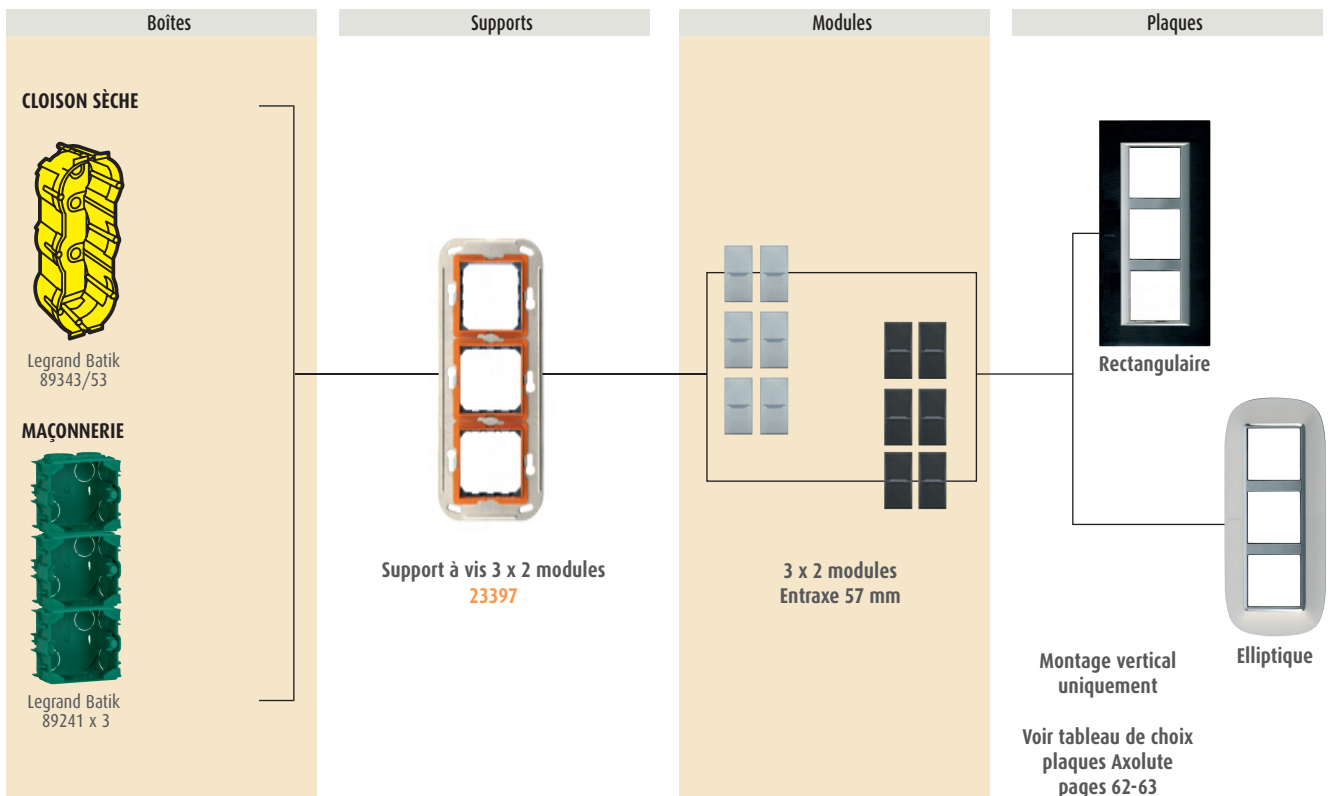 Boîtes
Supports
Modules
Plaques
CLOISON SÈCHE
Legrand Batik
89343/53
MAÇONNERIE
Legrand Batik
89241 x 3
Support à vis 3 x 2 modules
23397
3 x 2 modules
Entraxe 57 mm
Rectangulaire
Elliptique
Montage vertical
uniquement
Voir tableau de choix
plaques Axolute
pages 62-63